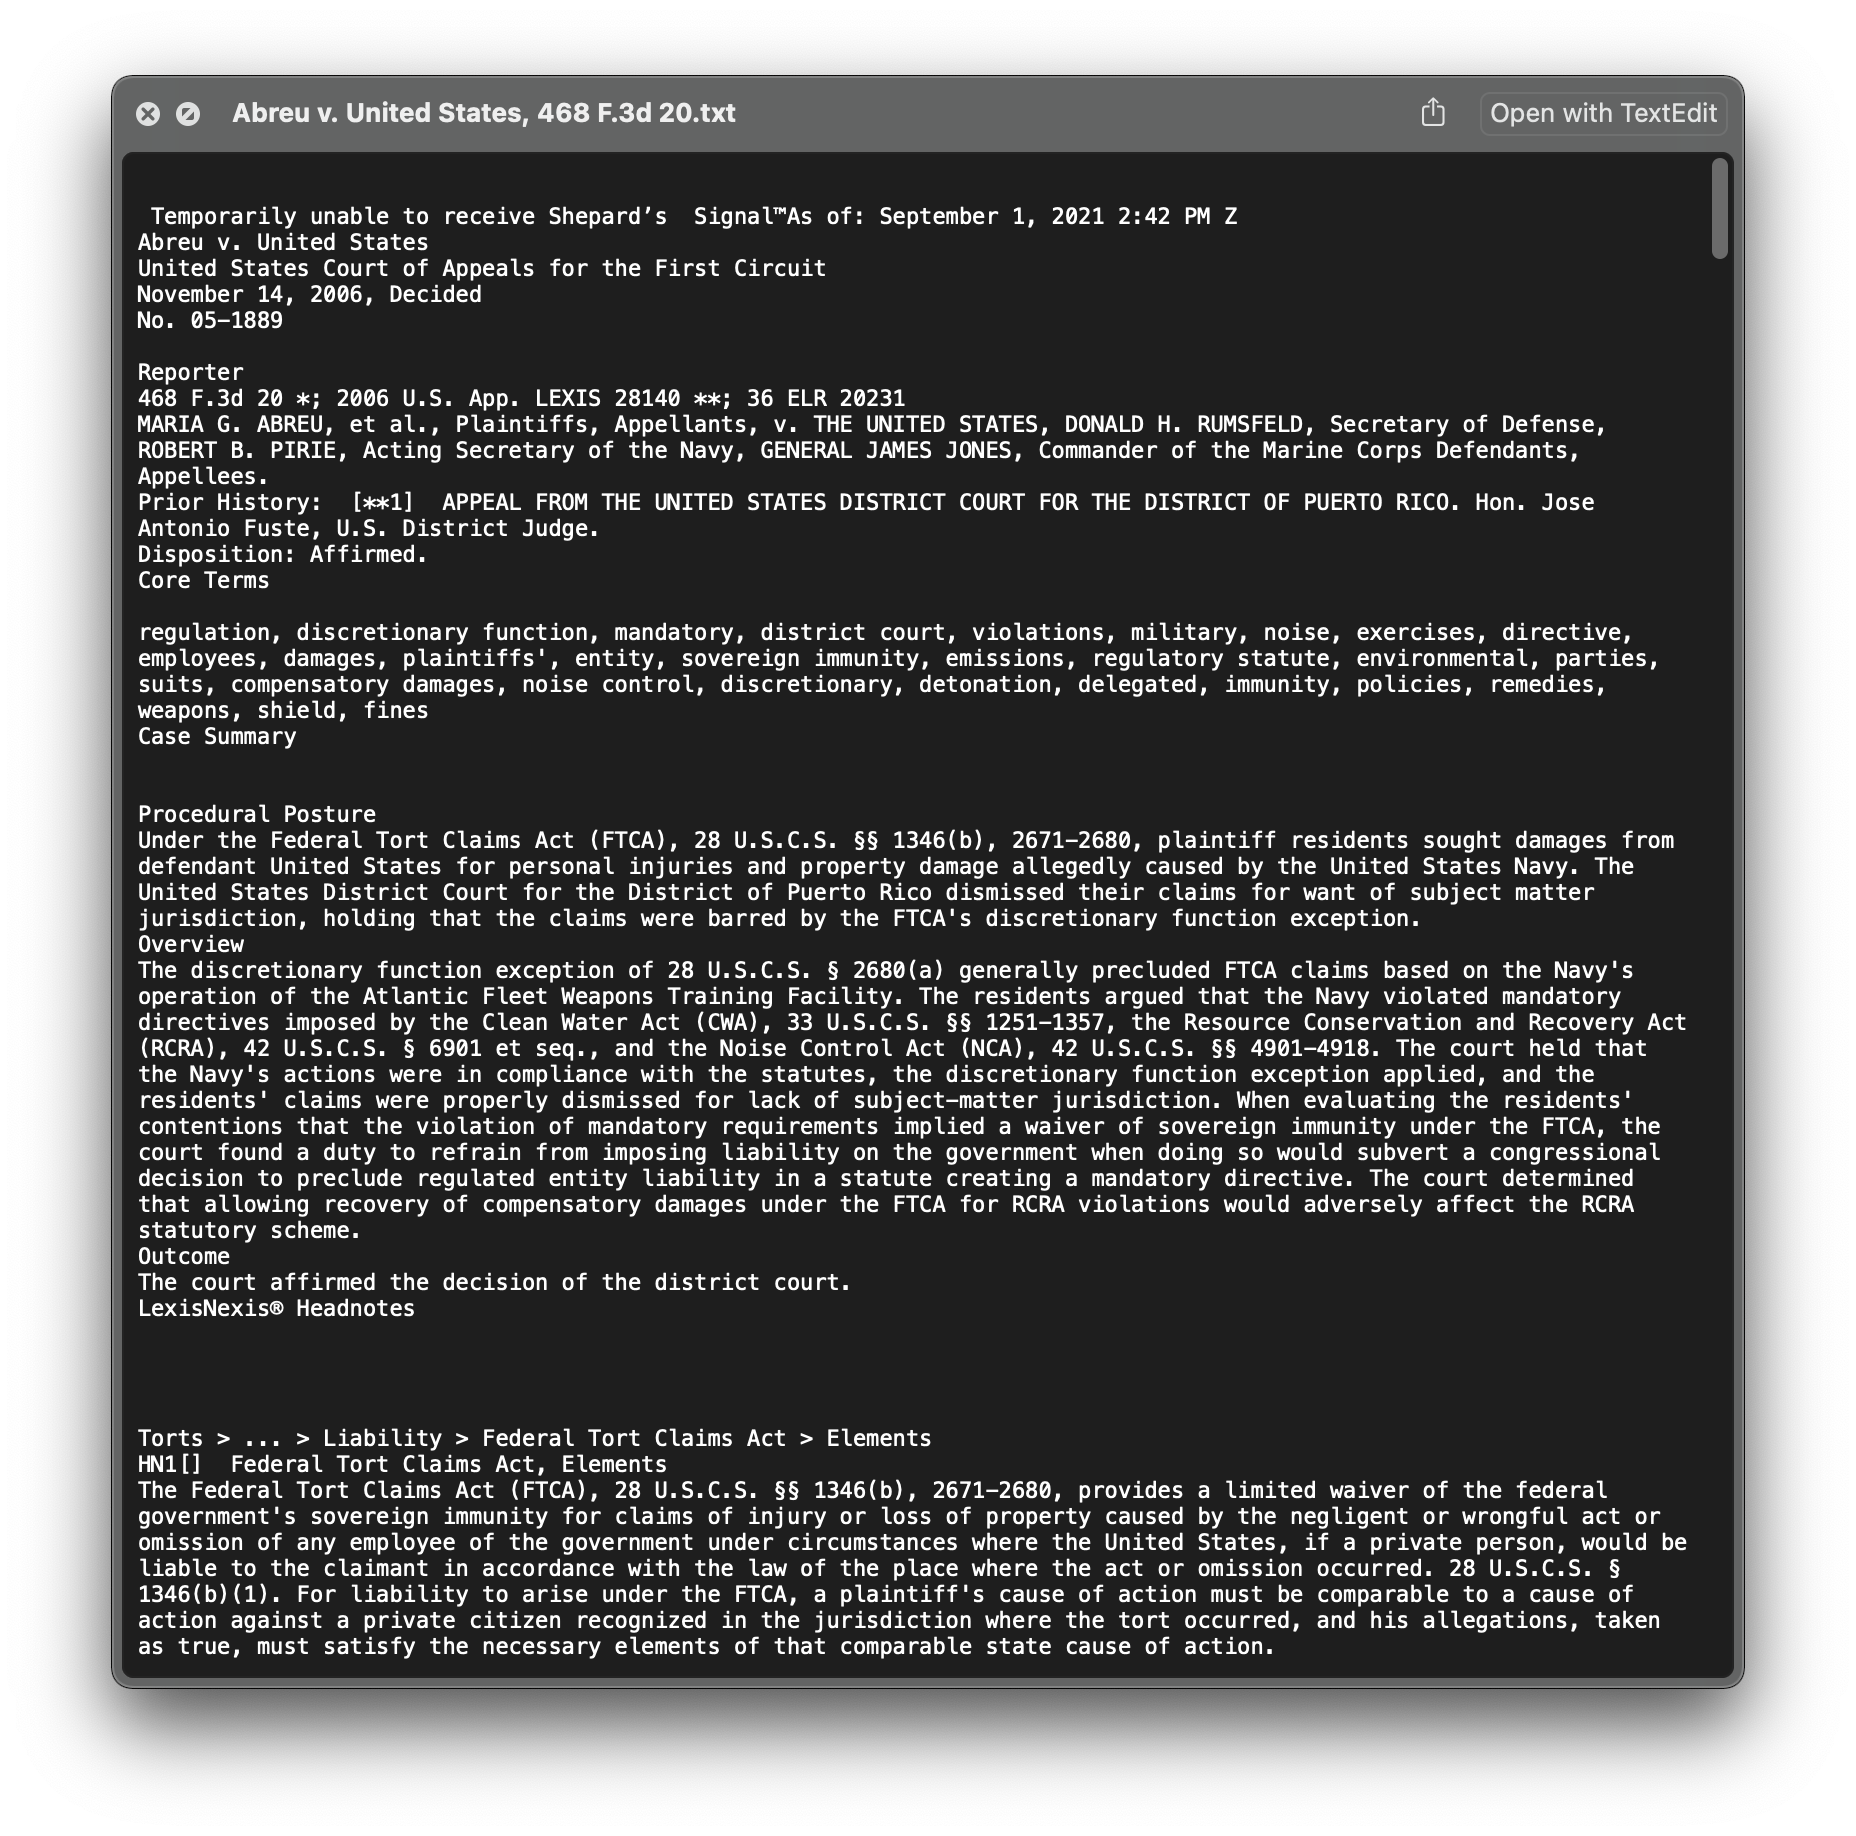 Abreu v. United States, 468 F.3d 20.txt
Open with TextEdit
Temporarily unable to receive Shepard’s  Signal™As of: September 1, 2021 2:42 PM Z
Abreu v. United States
United States Court of Appeals for the First Circuit
November 14, 2006, Decided
No. 05-1889
Reporter
468 F.3d 20 *; 2006 U.S. App. LEXIS 28140 **; 36 ELR 20231
MARIA G. ABREU, et al., Plaintiffs, Appellants, v. THE UNITED STATES, DONALD H. RUMSFELD, Secretary of Defense,
ROBERT B. PIRIE, Acting Secretary of the Navy, GENERAL JAMES JONES, Commander of the Marine Corps Defendants,
Appellees.
Prior History:  [**1]  APPEAL FROM THE UNITED STATES DISTRICT COURT FOR THE DISTRICT OF PUERTO RICO. Hon. Jose
Antonio Fuste, U.S. District Judge.
Disposition: Affirmed.
Core Terms
regulation, discretionary function, mandatory, district court, violations, military, noise, exercises, directive,
employees, damages, plaintiffs', entity, sovereign immunity, emissions, regulatory statute, environmental, parties,
suits, compensatory damages, noise control, discretionary, detonation, delegated, immunity, policies, remedies,
weapons, shield, fines
Case Summary
Procedural Posture
Under the Federal Tort Claims Act (FTCA), 28 U.S.C.S. §§ 1346(b), 2671-2680, plaintiff residents sought damages from
defendant United States for personal injuries and property damage allegedly caused by the United States Navy. The
United States District Court for the District of Puerto Rico dismissed their claims for want of subject matter
jurisdiction, holding that the claims were barred by the FTCA's discretionary function exception.
Overview
The discretionary function exception of 28 U.S.C.S. § 2680(a) generally precluded FTCA claims based on the Navy's
operation of the Atlantic Fleet Weapons Training Facility. The residents argued that the Navy violated mandatory
directives imposed by the Clean Water Act (CWA), 33 U.S.C.S. §§ 1251-1357, the Resource Conservation and Recovery Act
(RCRA), 42 U.S.C.S. § 6901 et seq., and the Noise Control Act (NCA), 42 U.S.C.S. §§ 4901-4918. The court held that
the Navy's actions were in compliance with the statutes, the discretionary function exception applied, and the
residents' claims were properly dismissed for lack of subject-matter jurisdiction. When evaluating the residents'
contentions that the violation of mandatory requirements implied a waiver of sovereign immunity under the FTCA, the
court found a duty to refrain from imposing liability on the government when doing so would subvert a congressional
decision to preclude regulated entity liability in a statute creating a mandatory directive. The court determined
that allowing recovery of compensatory damages under the FTCA for RCRA violations would adversely affect the RCRA
statutory scheme.
Outcome
The court affirmed the decision of the district court.
LexisNexis® Headnotes
Torts > ... > Liability > Federal Tort Claims Act > Elements
HN1[]  Federal Tort Claims Act, Elements
The Federal Tort Claims Act (FTCA), 28 U.S.C.S. §§ 1346(b), 2671-2680, provides a limited waiver of the federal
government's sovereign immunity for claims of injury or loss of property caused by the negligent or wrongful act or
omission of any employee of the government under circumstances where the United States, if a private person, would be
liable to the claimant in accordance with the law of the place where the act or omission occurred. 28 U.S.C.S. §
1346(b)(1). For liability to arise under the FTCA, a plaintiff's cause of action must be comparable to a cause of
action against a private citizen recognized in the jurisdiction where the tort occurred, and his allegations, taken
as true, must satisfy the necessary elements of that comparable state cause of action.